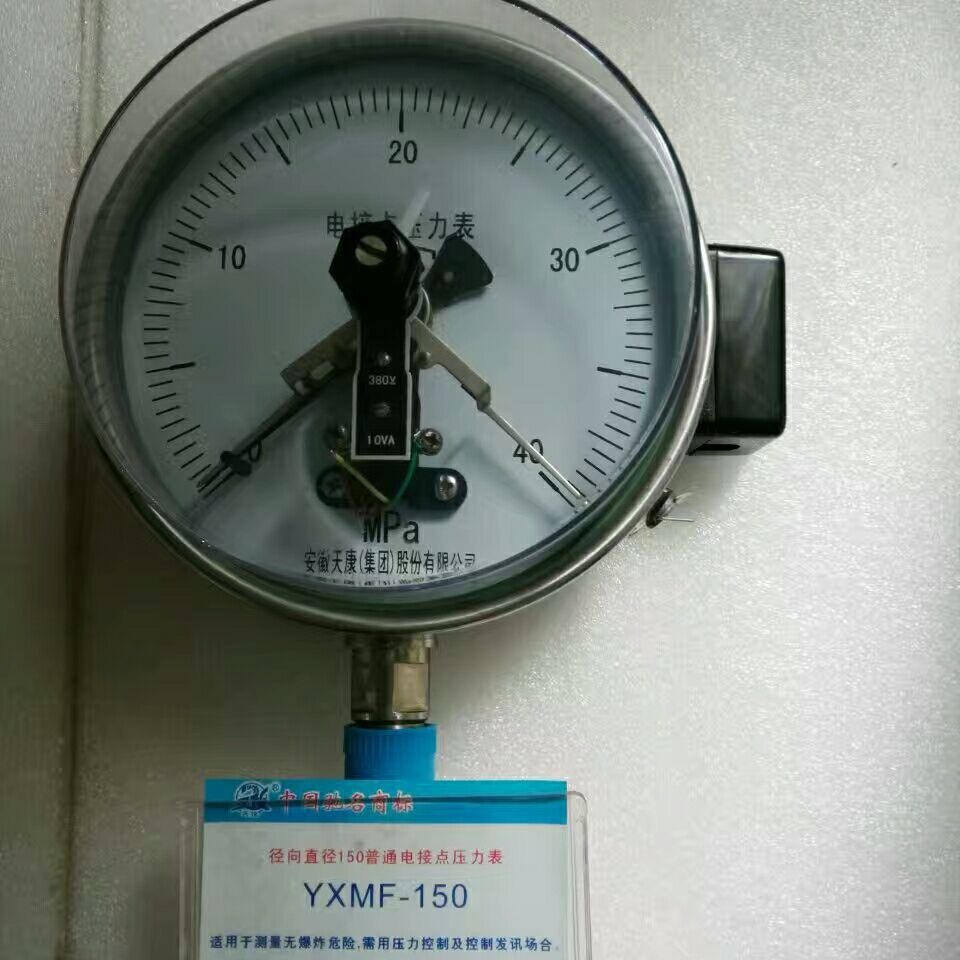 20
10
30
电接点压力表
380V
10VA
0
40
MPa
安徽天康(集团)股份有限公司
中国驰名商标
径向直径150普通电接点压力表
YXMF-150
适用于测量无爆炸危险,需用压力控制及控制发讯场合.